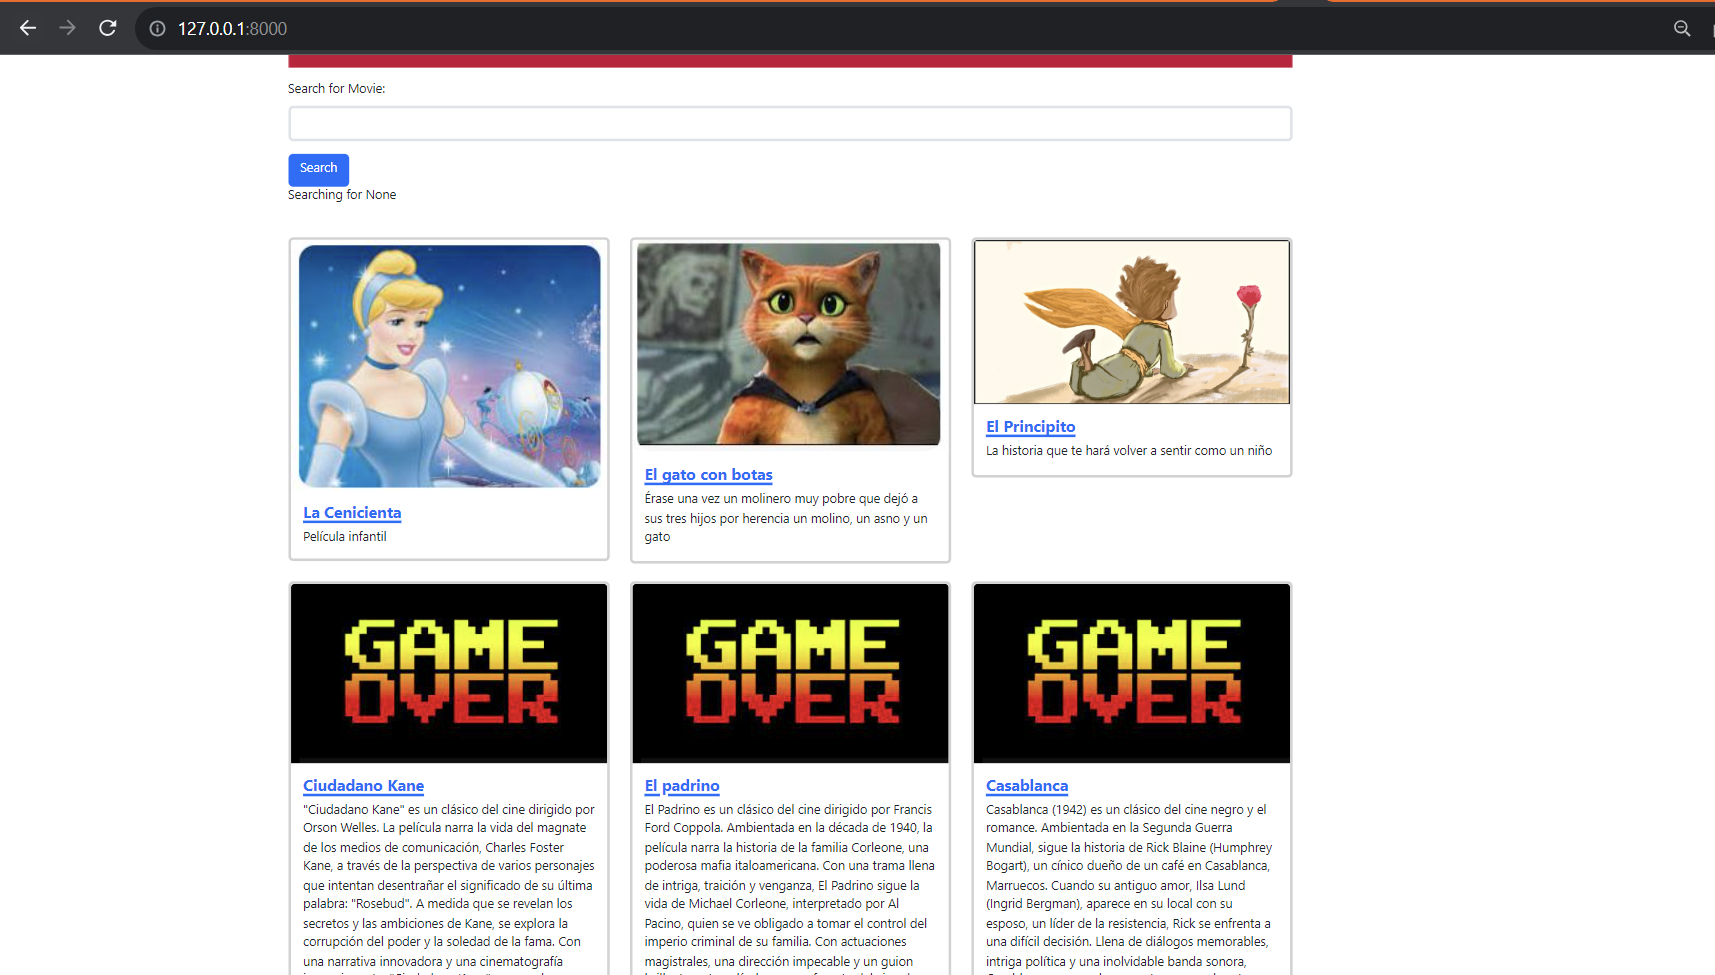 127.0.0.1:8000
Search for Movie:
Search
Searching for None
La Cenicienta
Película infantil
El gato con botas
Érase una vez un molinero muy pobre que dejó a
sus tres hijos por herencia un molino, un asno y un
gato
El Principito
La historia que te hará volver a sentir como un niño
GAME
OVER
Ciudadano Kane
"Ciudadano Kane" es un clásico del cine dirigido por
Orson Welles. La película narra la vida del magnate
de los medios de comunicación, Charles Foster
Kane, a través de la perspectiva de varios personajes
que intentan desentrañar el significado de su última
palabra: "Rosebud". A medida que se revelan los
secretos y las ambiciones de Kane, se explora la
corrupción del poder y la soledad de la fama. Con
una narrativa innovadora y una cinematografía
GAME
OVER
El padrino
El Padrino es un clásico del cine dirigido por Francis
Ford Coppola. Ambientada en la década de 1940, la
película narra la historia de la familia Corleone, una
poderosa mafia italoamericana. Con una trama llena
de intriga, traición y venganza, El Padrino sigue la
vida de Michael Corleone, interpretado por Al
Pacino, quien se ve obligado a tomar el control del
imperio criminal de su familia. Con actuaciones
magistrales, una dirección impecable y un guion
GAME
OVER
Casablanca
Casablanca (1942) es un clásico del cine negro y el
romance. Ambientada en la Segunda Guerra
Mundial, sigue la historia de Rick Blaine (Humphrey
Bogart), un cínico dueño de un café en Casablanca,
Marruecos. Cuando su antiguo amor, Ilsa Lund
(Ingrid Bergman), aparece en su local con su
esposo, un líder de la resistencia, Rick se enfrenta a
una difícil decisión. Llena de diálogos memorables,
intriga política y una inolvidable banda sonora,